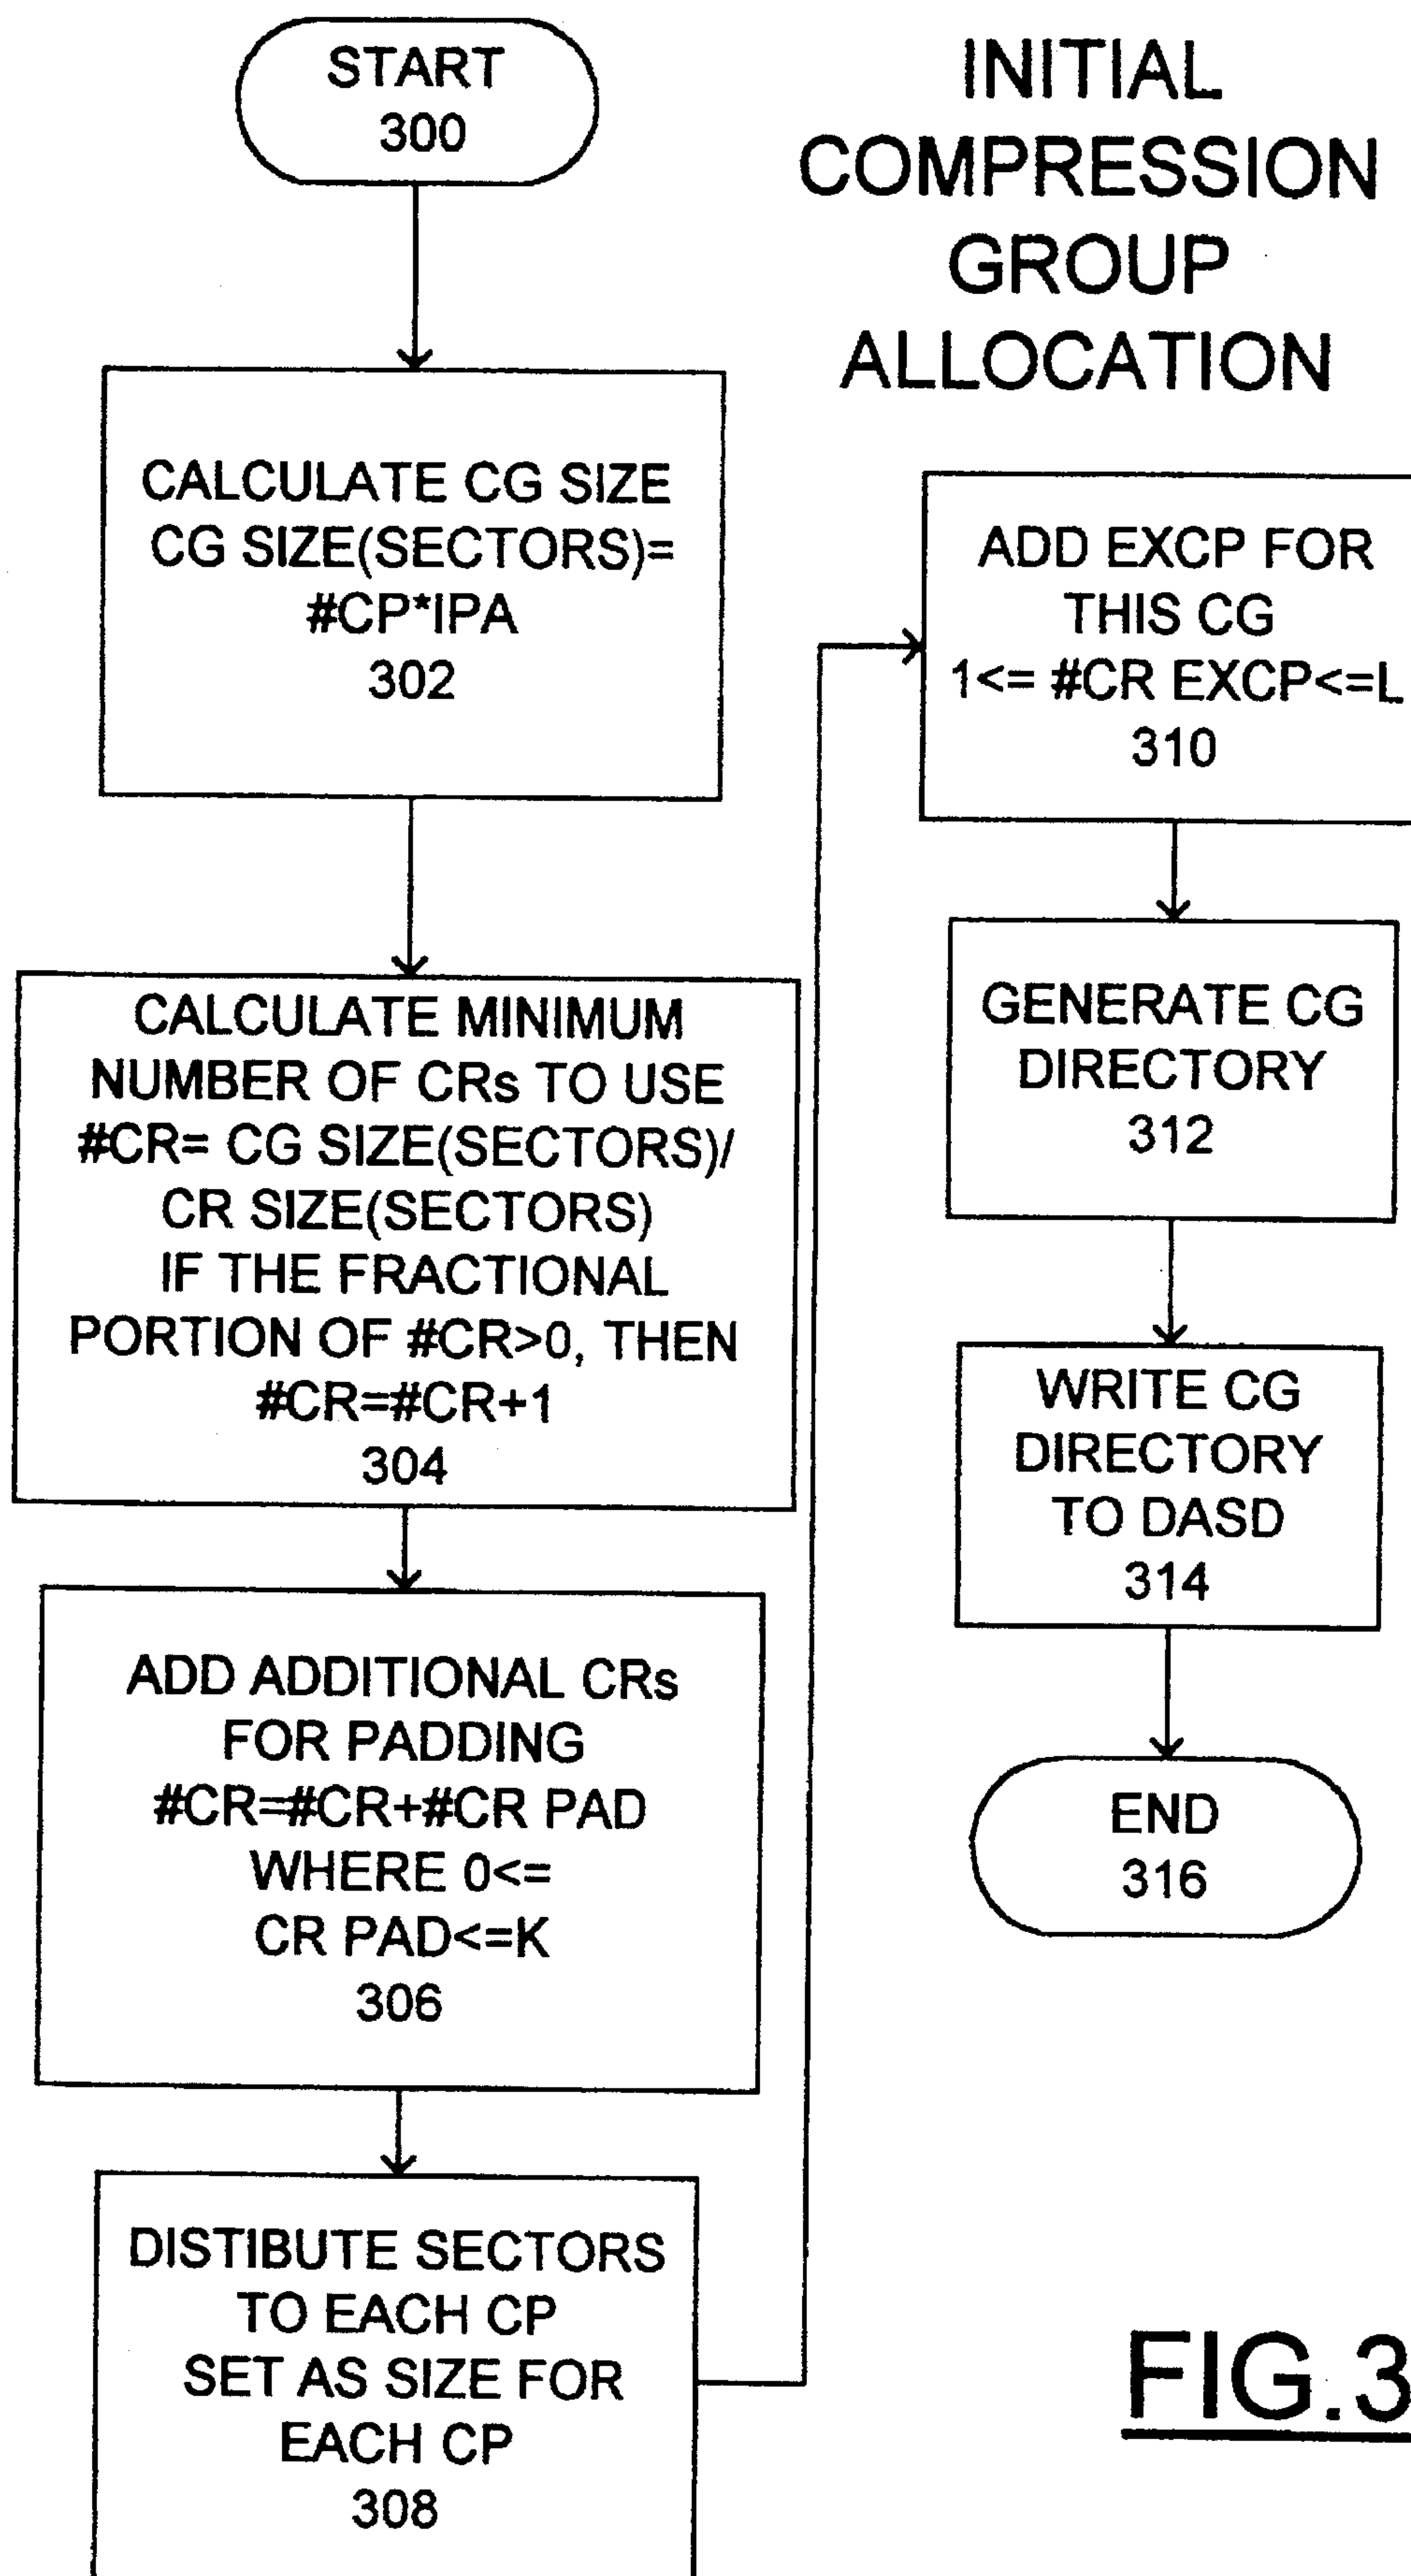 START
300
INITIAL
COMPRESSION
GROUP
ALLOCATION
CALCULATE CG SIZE
CG SIZE(SECTORS)=
#CP*IPA
302
CALCULATE MINIMUM
NUMBER OF CRs TO USE
#CR= CG SIZE(SECTORS)/
CR SIZE(SECTORS)
IF THE FRACTIONAL
PORTION OF #CR>0, THEN
#CR=#CR+1
304
ADD ADDITIONAL CRs
FOR PADDING
#CR=#CR+#CR PAD
WHERE 0<=
CR PAD<=K
306
DISTIBUTE SECTORS
TO EACH CP
SET AS SIZE FOR
EACH CP
308
ADD EXCP FOR
THIS CG
1<= #CR EXCP<=L
310
GENERATE CG
DIRECTORY
312
WRITE CG
DIRECTORY
TO DASD
314
END
316
FIG.3